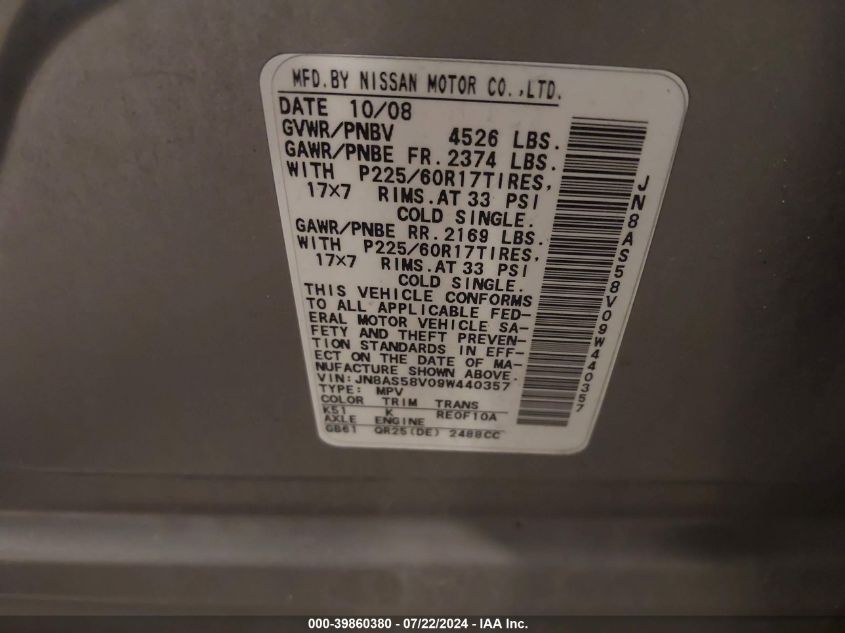 MFD.BY NISSAN MOTOR CO.,LTD.
DATE 10/08
GVWR/PNBV 4526 LBS.
GAWR/PNBE FR. 2374 LBS.
WITH P225/60R17TIRES,
17×7 RIMS.AT 33 PSI
COLD SINGLE.
GAWR/PNBE RR. 2169 LBS.
WITH P225/60R17TIRES,
17×7 RIMS.AT 33 PSI
COLD SINGLE.
THIS VEHICLE CONFORMS
TO ALL APPLICABLE FED-
ERAL MOTOR VEHICLE SA-
FETY AND THEFT PREVEN-
TION STANDARDS IN EFF-
ECT ON THE DATE OF MA-
NUFACTURE SHOWN ABOVE.
VIN:JN8AS58V09W440357
TYPE: MPV
COLOR TRIM TRANS
K51 K RE0F10A
AXLE ENGINE
GB61 QR25(DE) 2488CC
JN8AS58V09W440357
000-39860380 - 07/22/2024 - IAA Inc.